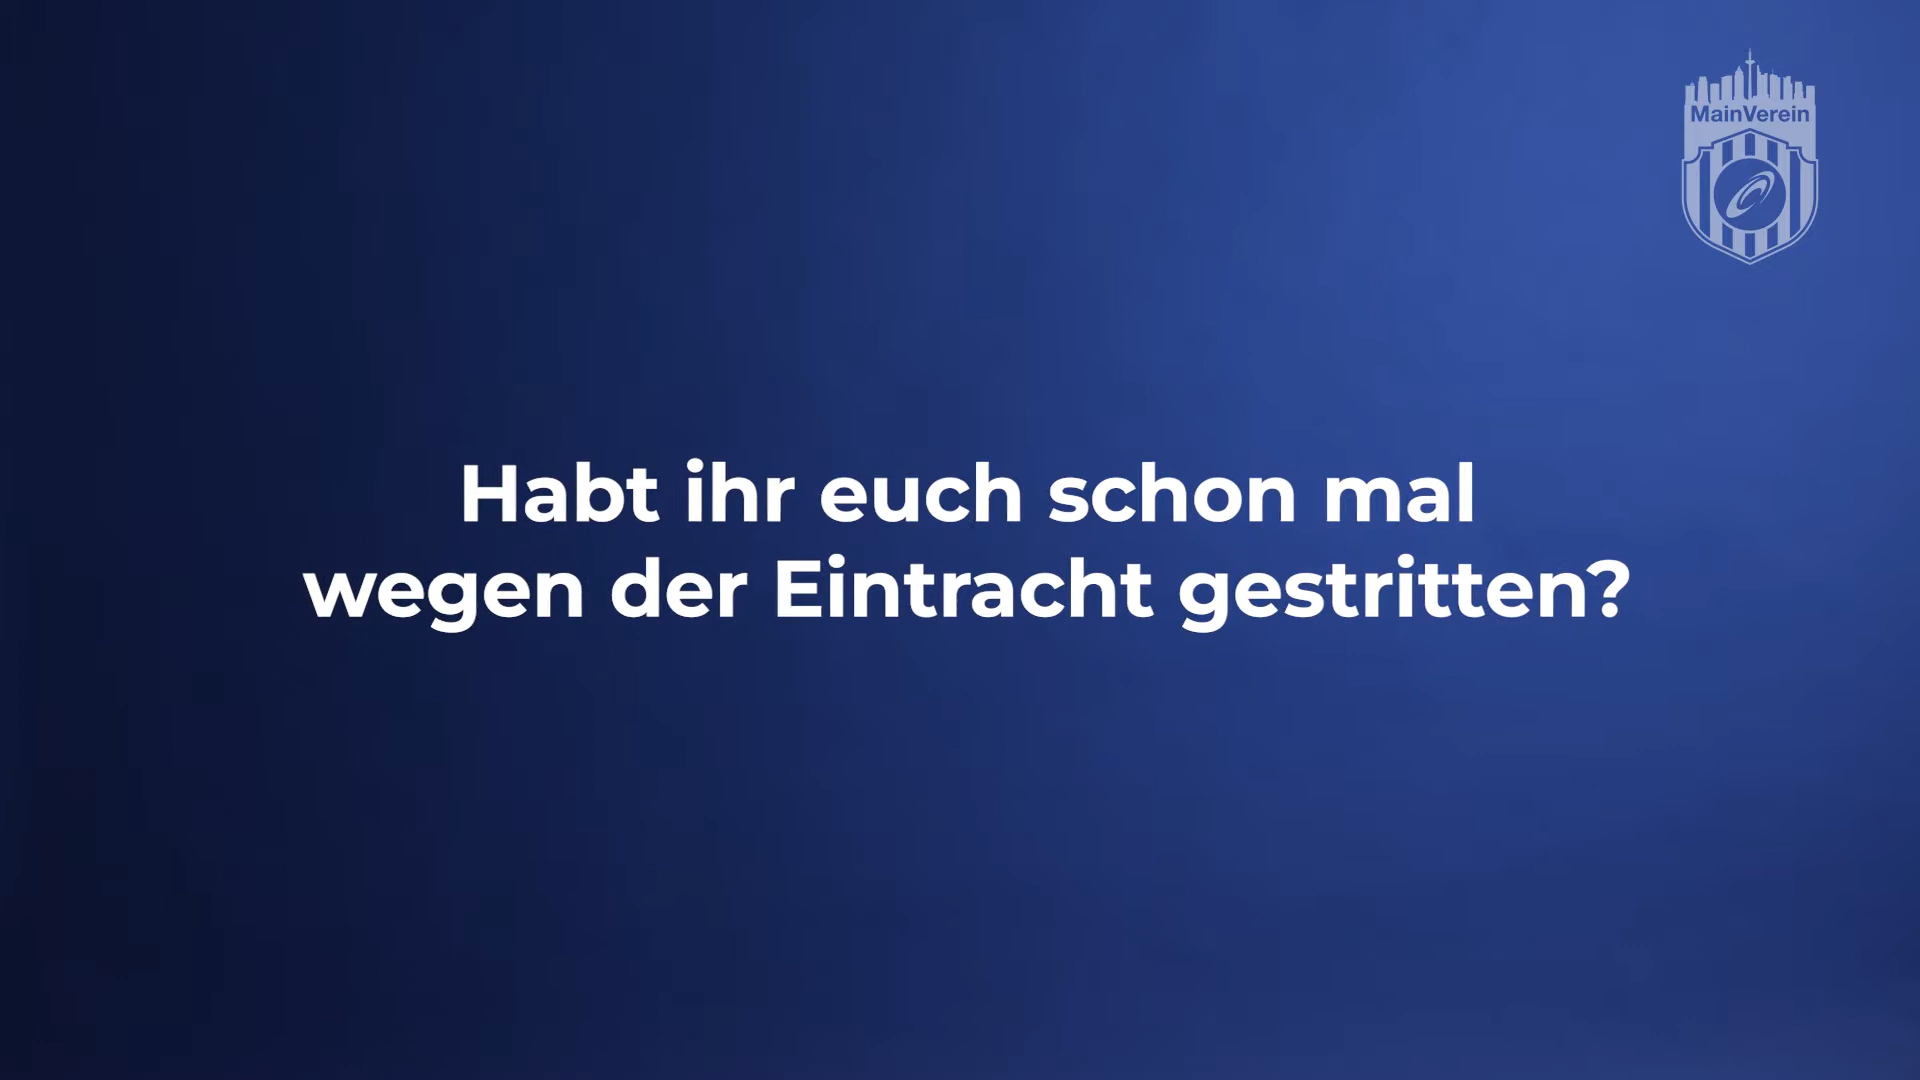 MainVerein
Habt ihr euch schon mal
wegen der Eintracht gestritten?